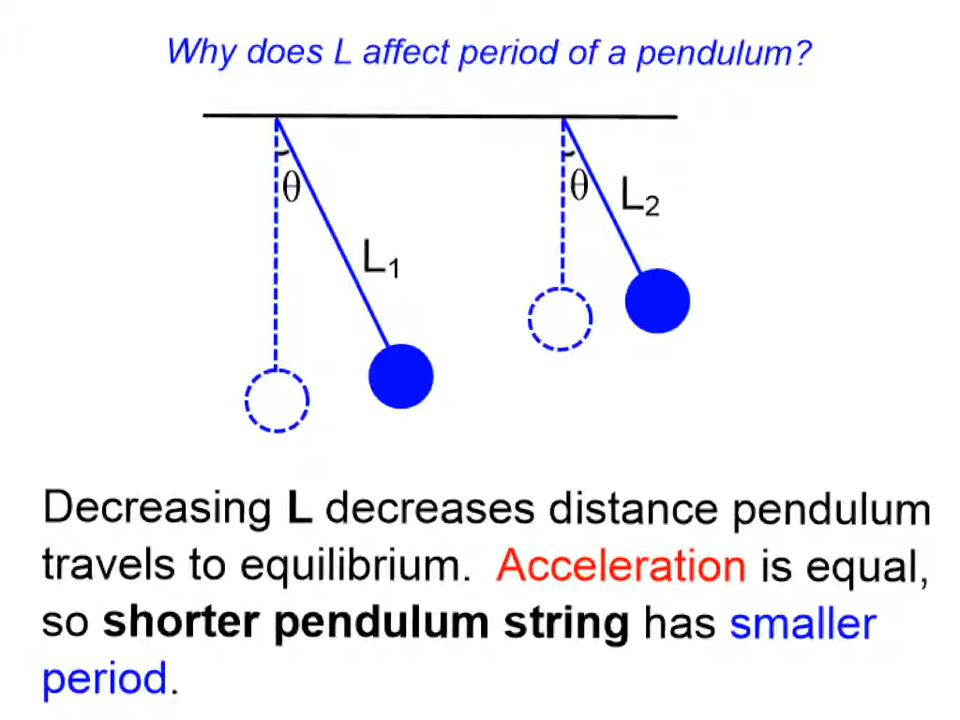 Why does L affect period of a pendulum?
θ
θ
L₂
L₁
Decreasing L decreases distance pendulum
travels to equilibrium. Acceleration is equal,
so shorter pendulum string has smaller
period.